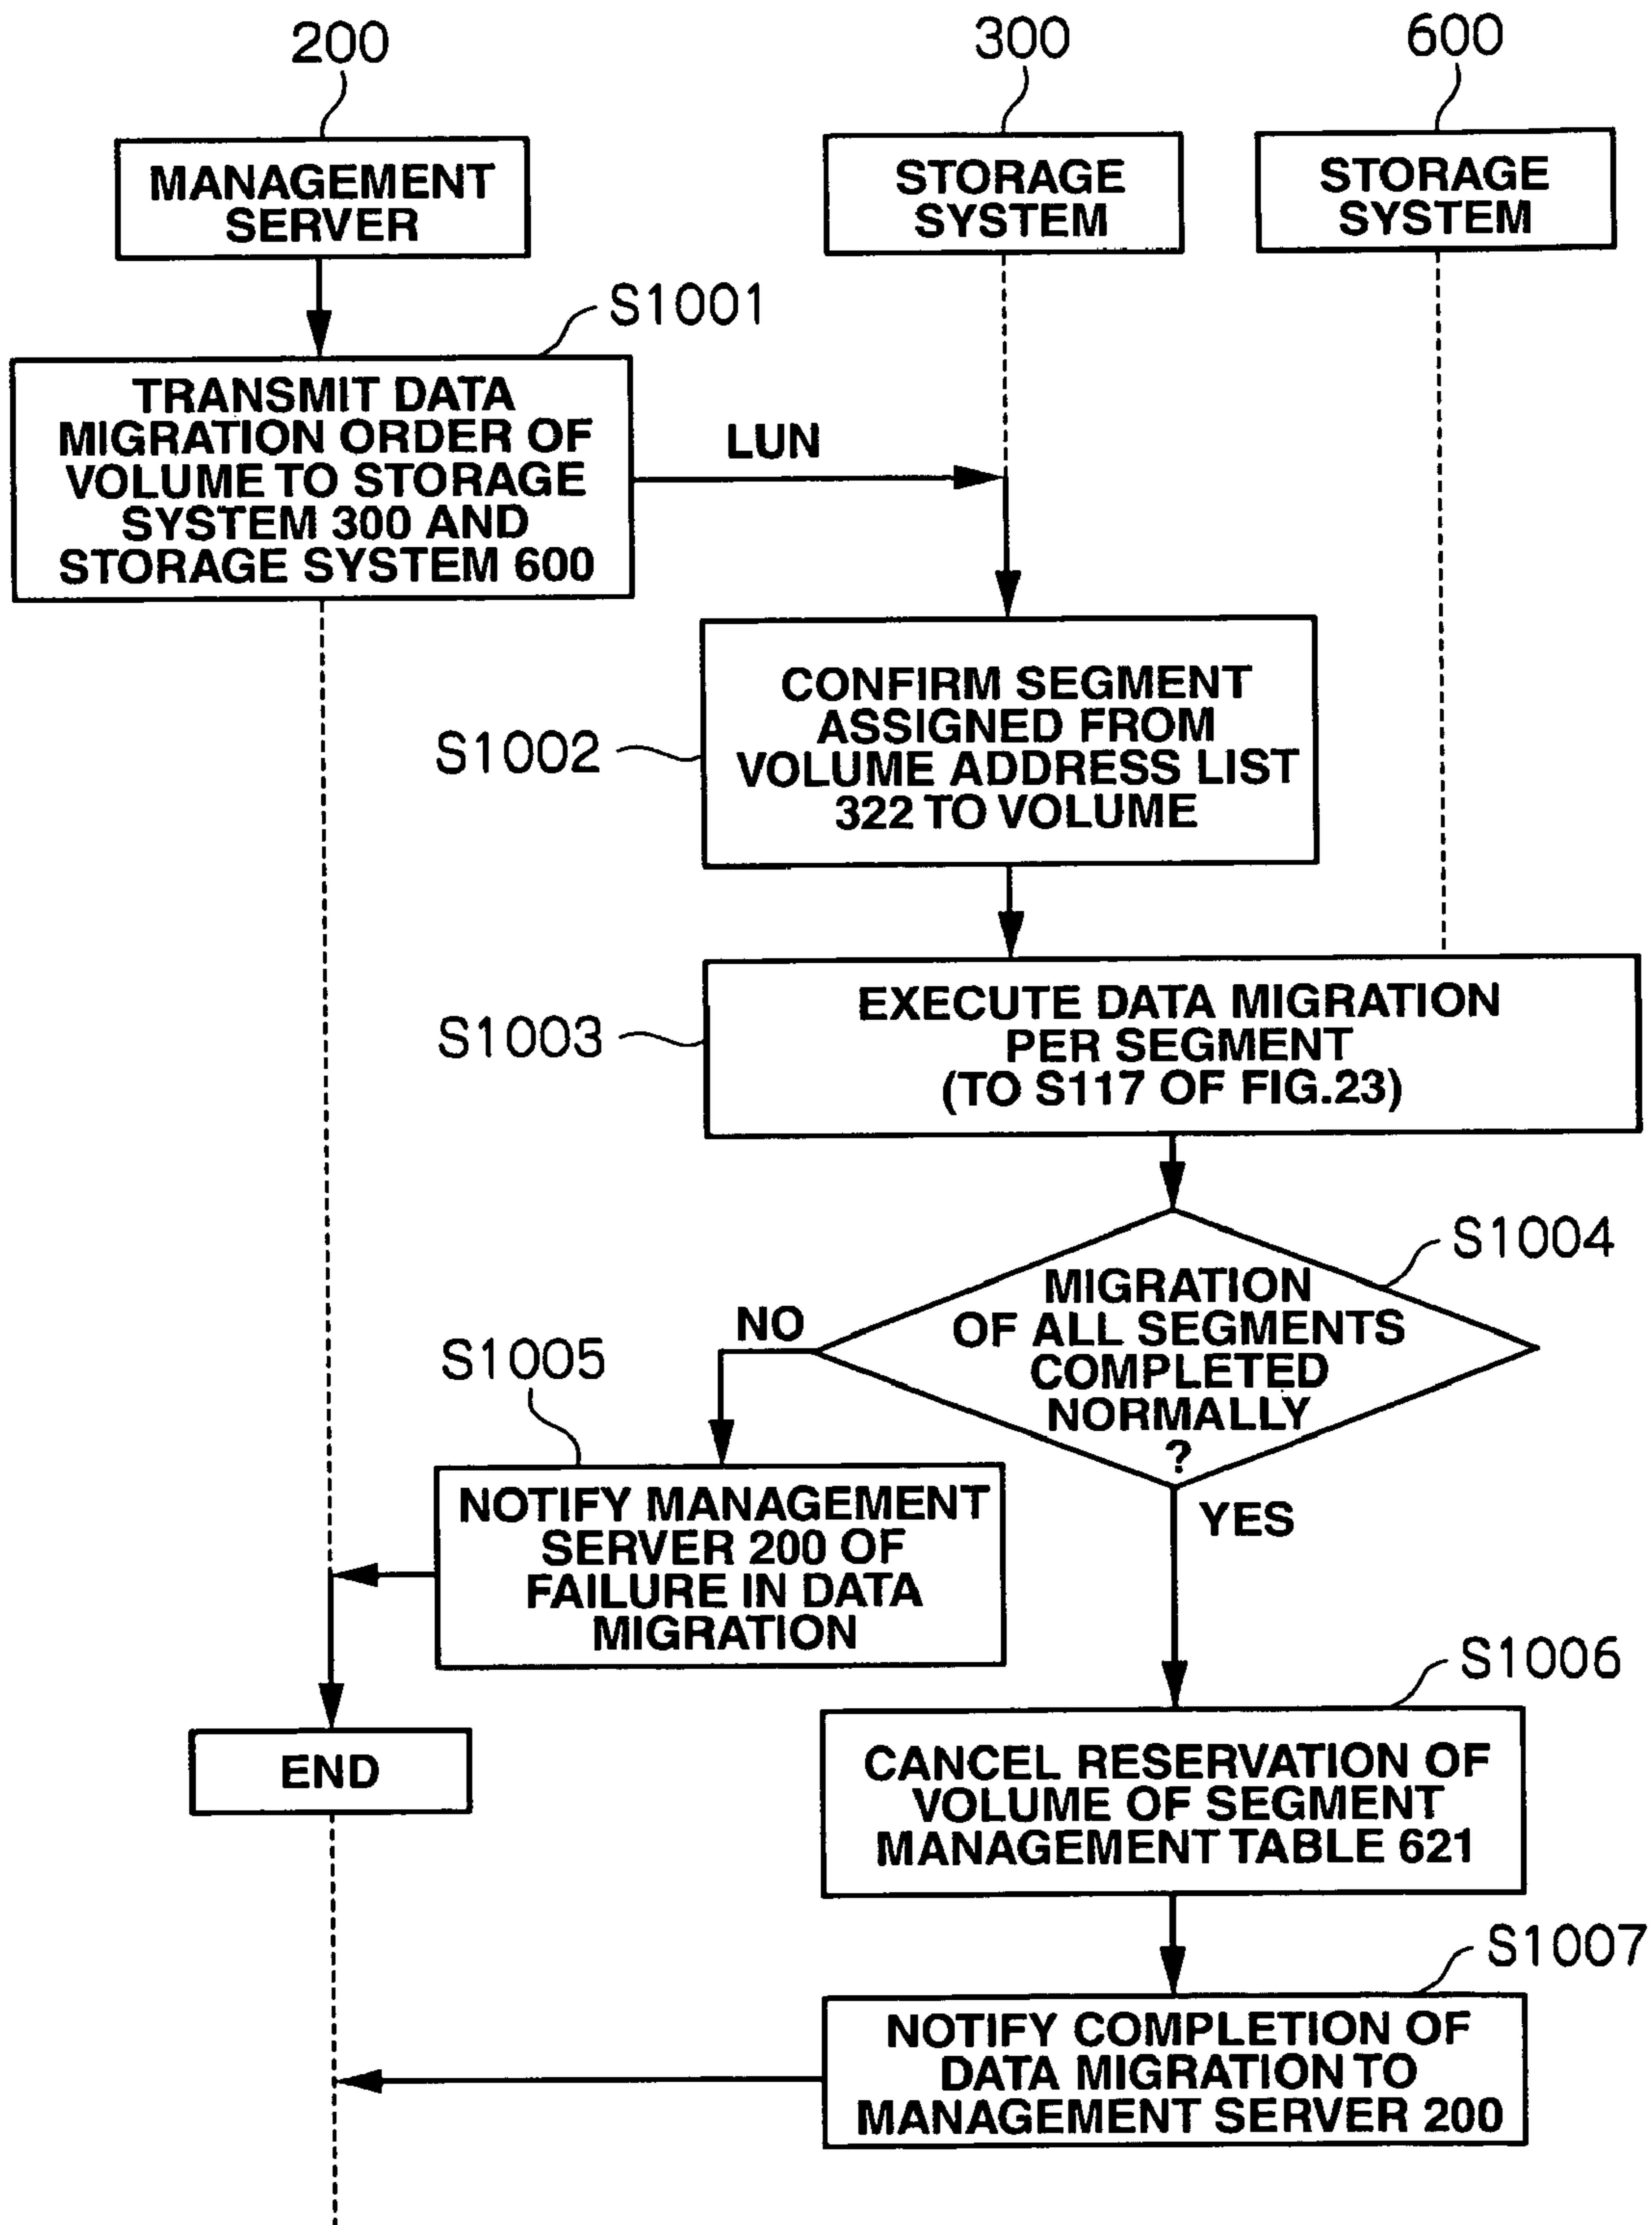 200
300
600
MANAGEMENT
SERVER
STORAGE
SYSTEM
STORAGE
SYSTEM
S1001
TRANSMIT DATA
MIGRATION ORDER OF
VOLUME TO STORAGE
SYSTEM 300 AND
STORAGE SYSTEM 600
LUN
S1002
CONFIRM SEGMENT
ASSIGNED FROM
VOLUME ADDRESS LIST
322 TO VOLUME
S1003
EXECUTE DATA MIGRATION
PER SEGMENT
(TO S117 OF FIG.23)
S1004
MIGRATION
OF ALL SEGMENTS
COMPLETED
NORMALLY
?
NO
YES
S1005
NOTIFY MANAGEMENT
SERVER 200 OF
FAILURE IN DATA
MIGRATION
END
S1006
CANCEL RESERVATION OF
VOLUME OF SEGMENT
MANAGEMENT TABLE 621
S1007
NOTIFY COMPLETION OF
DATA MIGRATION TO
MANAGEMENT SERVER 200